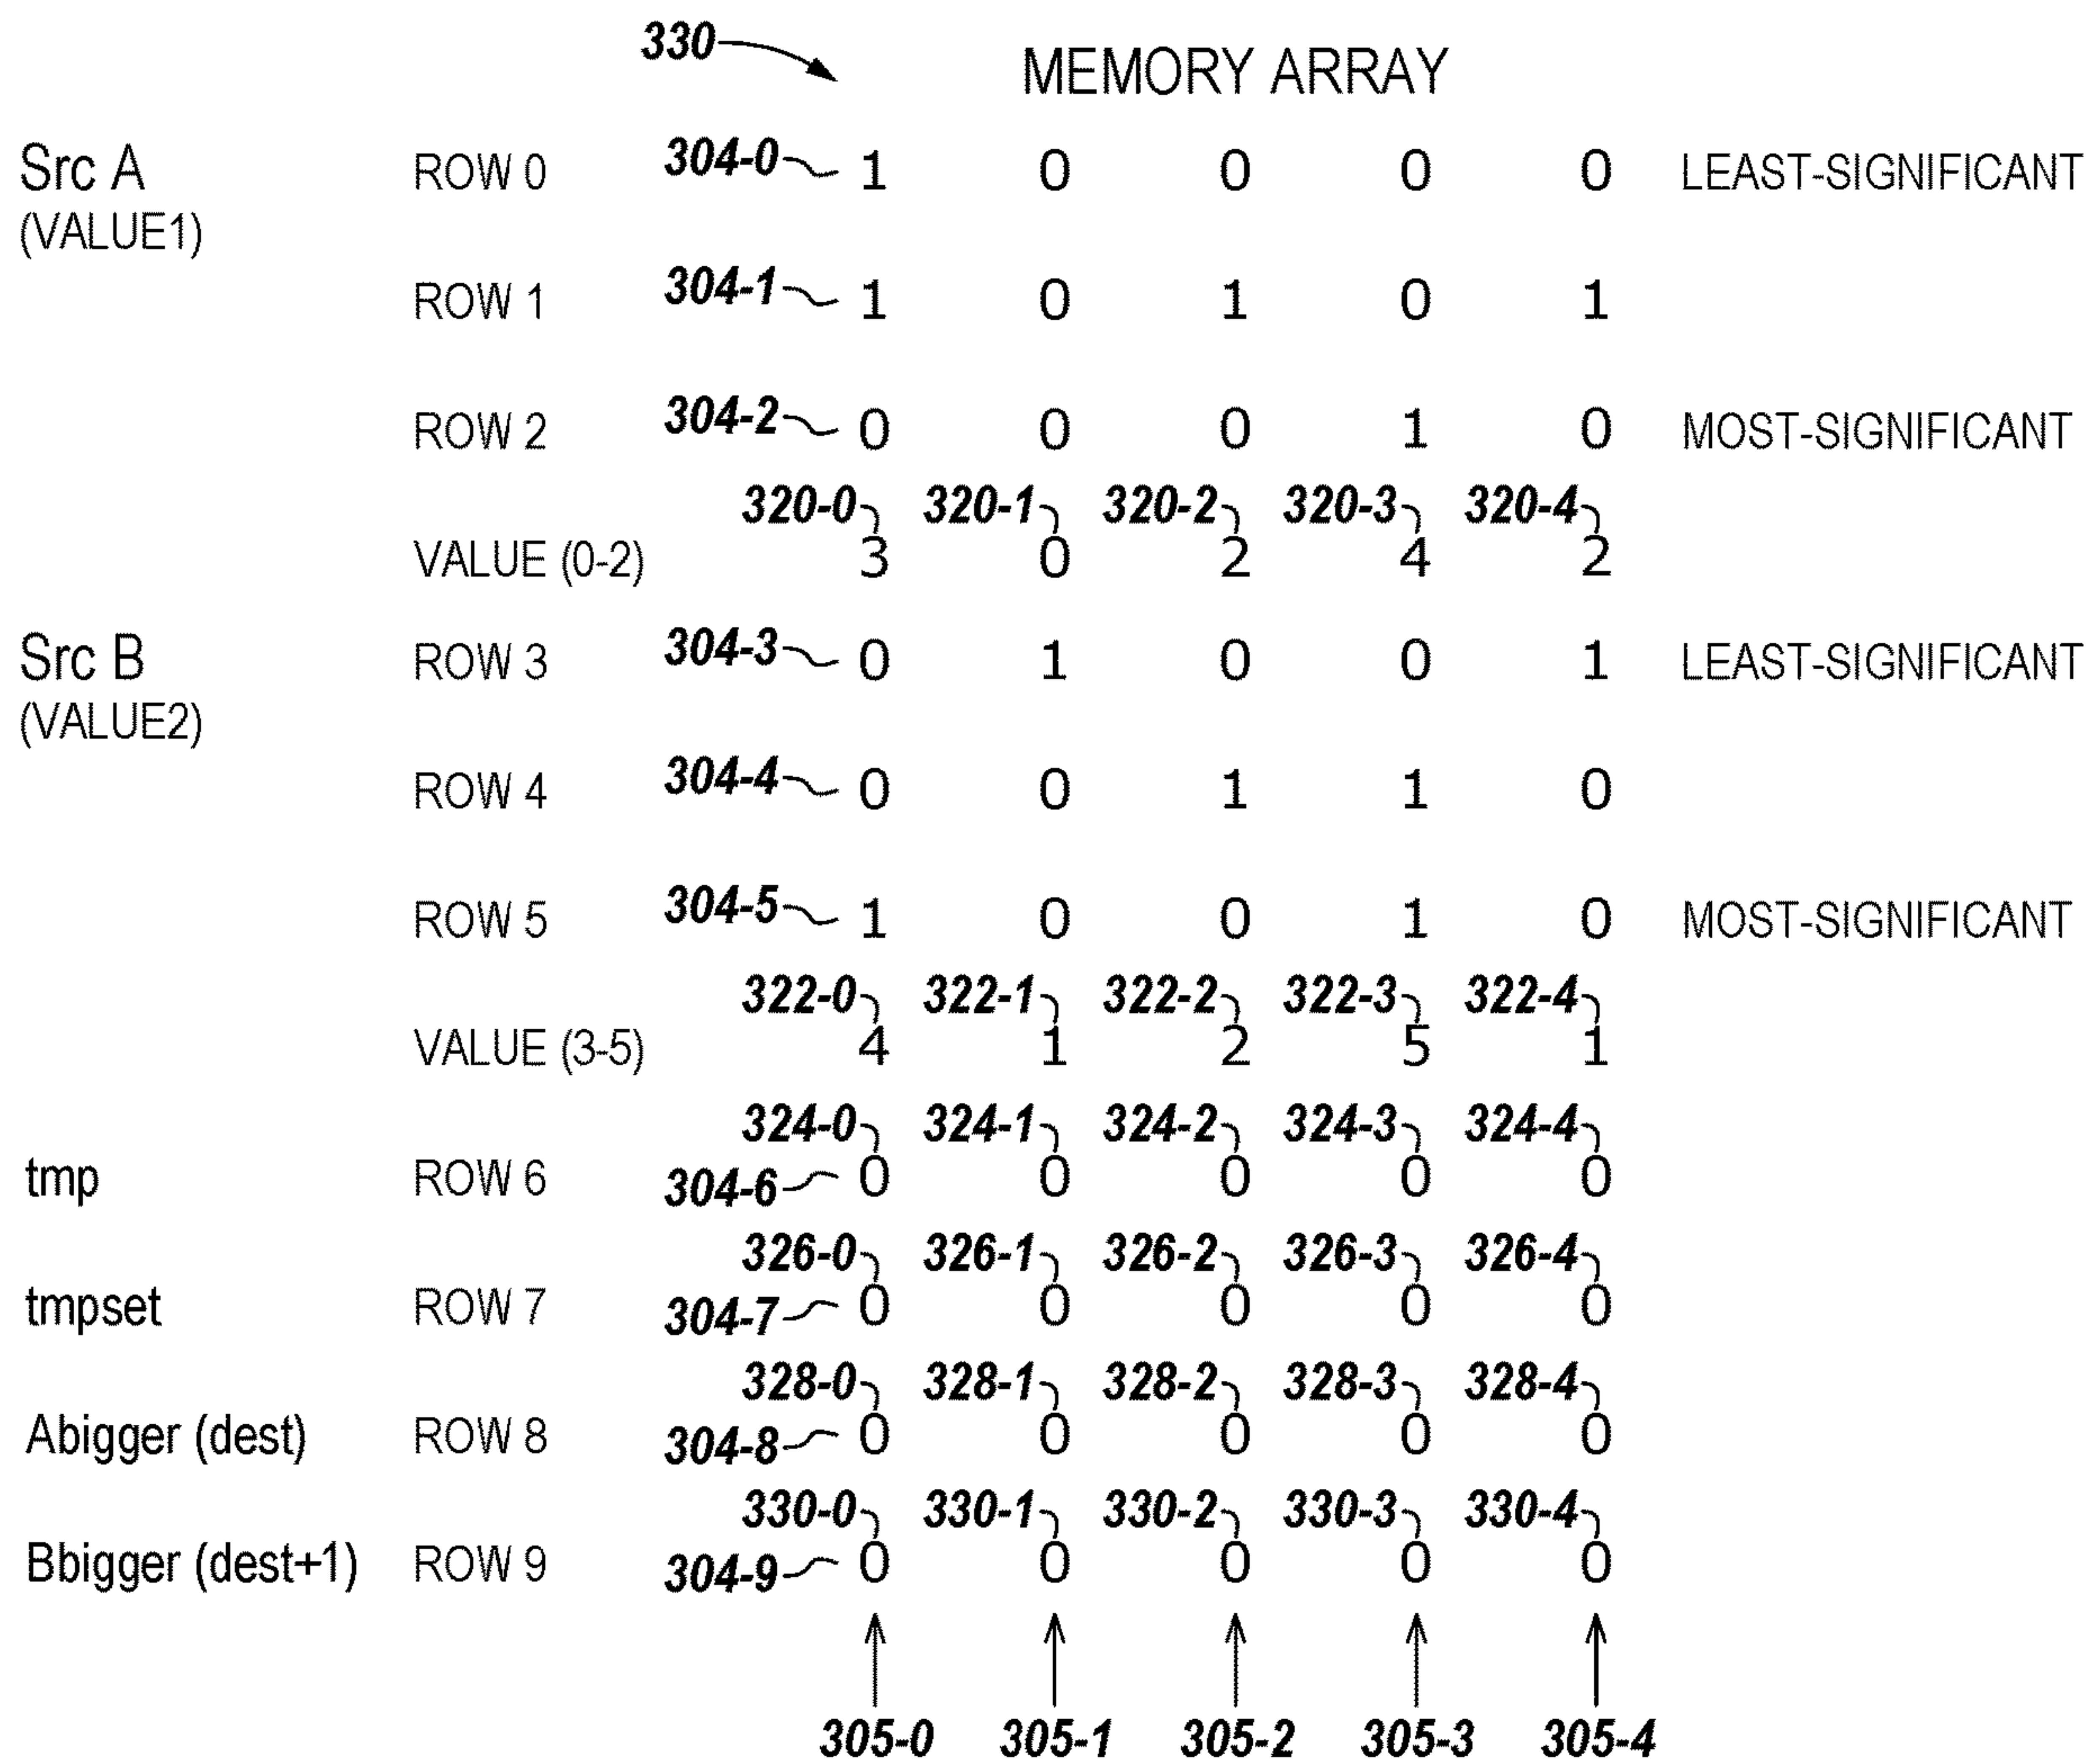 330 MEMORY ARRAY
Src A ROW 0 304-0 1 0 0 0 0 LEAST-SIGNIFICANT
(VALUE1)
ROW 1 304-1 1 0 1 0 1
ROW 2 304-2 0 0 0 1 0 MOST-SIGNIFICANT
320-0 320-1 320-2 320-3 320-4
VALUE (0-2) 3 0 2 4 2
Src B ROW 3 304-3 0 1 0 0 1 LEAST-SIGNIFICANT
(VALUE2)
ROW 4 304-4 0 0 1 1 0
ROW 5 304-5 1 0 0 1 0 MOST-SIGNIFICANT
322-0 322-1 322-2 322-3 322-4
VALUE (3-5) 4 1 2 5 1
324-0 324-1 324-2 324-3 324-4
tmp ROW 6 304-6 0 0 0 0 0
326-0 326-1 326-2 326-3 326-4
tmpset ROW 7 304-7 0 0 0 0 0
328-0 328-1 328-2 328-3 328-4
Abigger (dest) ROW 8 304-8 0 0 0 0 0
330-0 330-1 330-2 330-3 330-4
Bbigger (dest+1) ROW 9 304-9 0 0 0 0 0
305-0 305-1 305-2 305-3 305-4